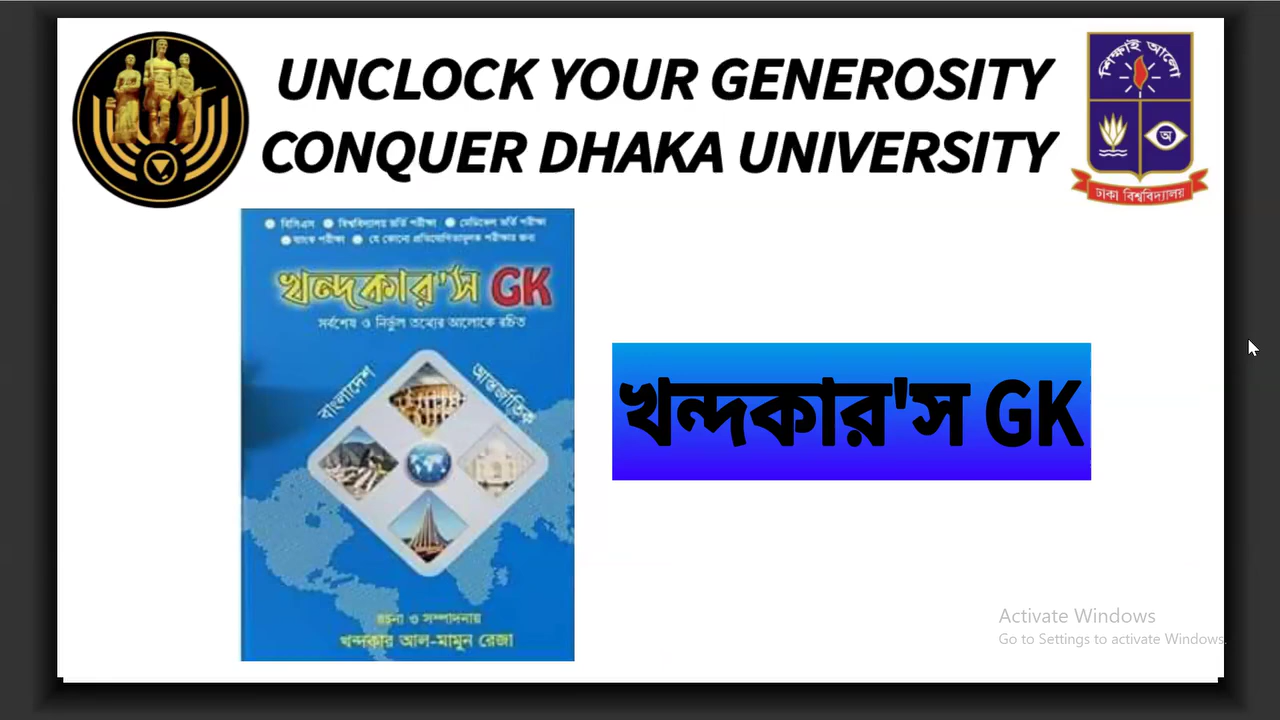 UNCLOCK YOUR GENEROSITY
CONQUER DHAKA UNIVERSITY
শিক্ষাই আলো
অ
ঢাকা বিশ্ববিদ্যালয়
বিসিএস বিশ্ববিদ্যালয় ভর্তি পরীক্ষা মেডিকেল ভর্তি পরীক্ষা
ব্যাংক পরীক্ষা যে কোনো প্রতিযোগিতামূলক পরীক্ষার জন্য
খন্দকার'স GK
সর্বশেষ ও নির্ভুল তথ্যের আলোকে রচিত
বাংলাদেশ
আন্তর্জাতিক
রচনা ও সম্পাদনায়
খন্দকার আল-মামুন রেজা
খন্দকার'স GK
Activate Windows
Go to Settings to activate Windows.